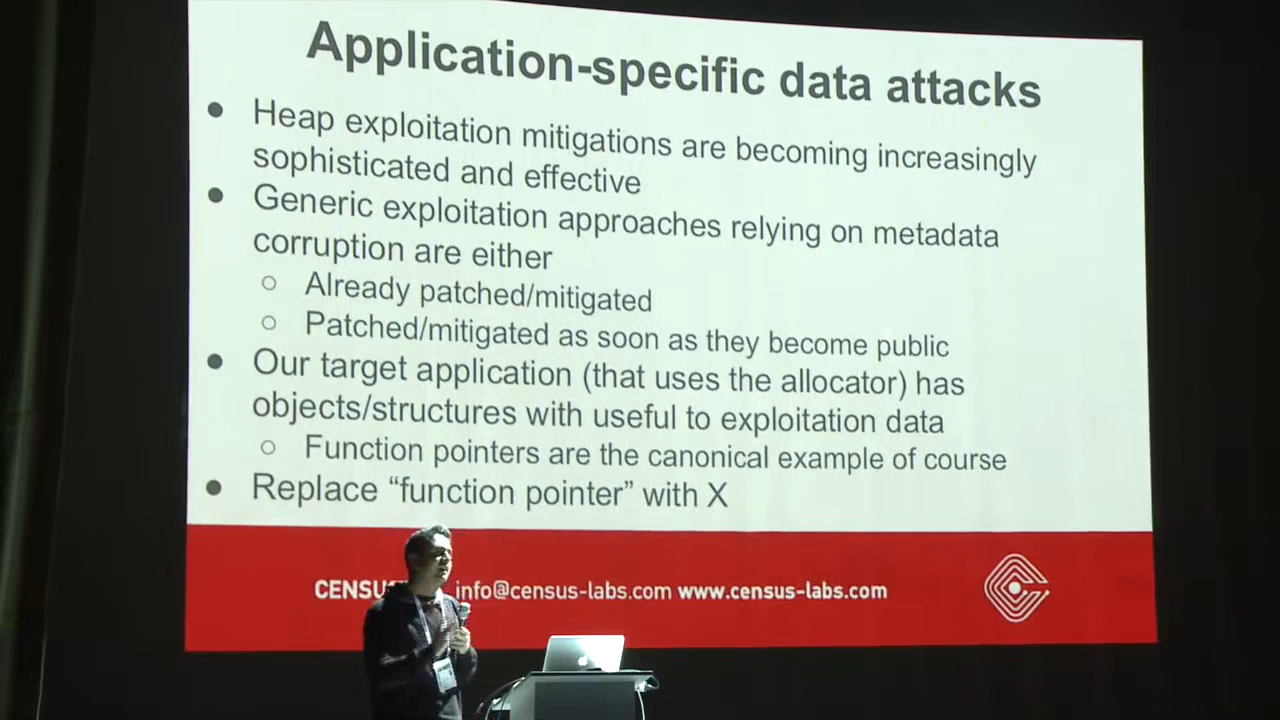 Application-specific data attacks
● Heap exploitation mitigations are becoming increasingly
sophisticated and effective
● Generic exploitation approaches relying on metadata
corruption are either
○ Already patched/mitigated
○ Patched/mitigated as soon as they become public
● Our target application (that uses the allocator) has
objects/structures with useful to exploitation data
○ Function pointers are the canonical example of course
● Replace “function pointer” with X
CENSUS info@census-labs.com www.census-labs.com